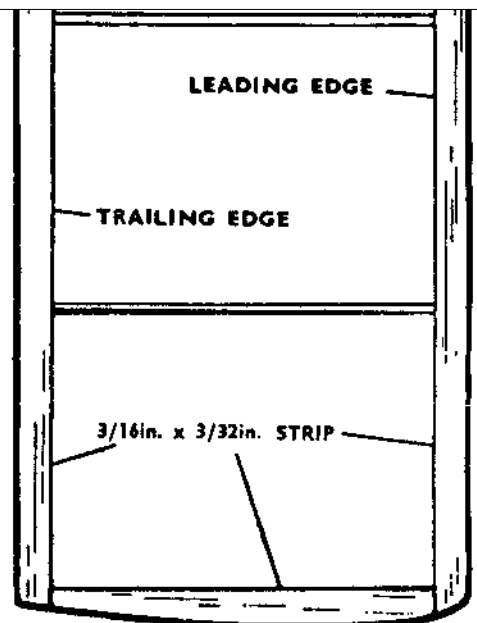 LEADING EDGE
TRAILING EDGE
3/16in. x 3/32in. STRIP